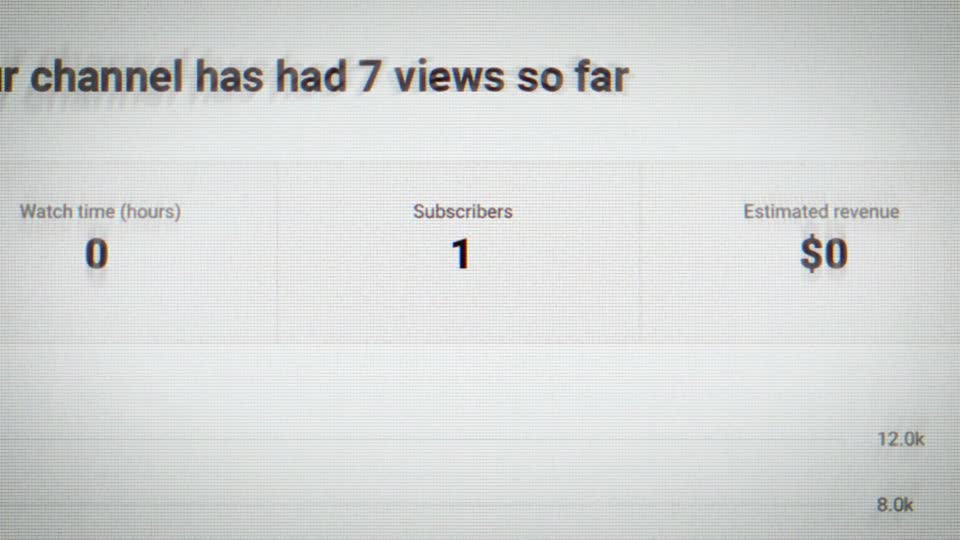 r channel has had 7 views so far
Watch time (hours)
Subscribers
Estimated revenue
0
1
$0
12.0k
8.0k